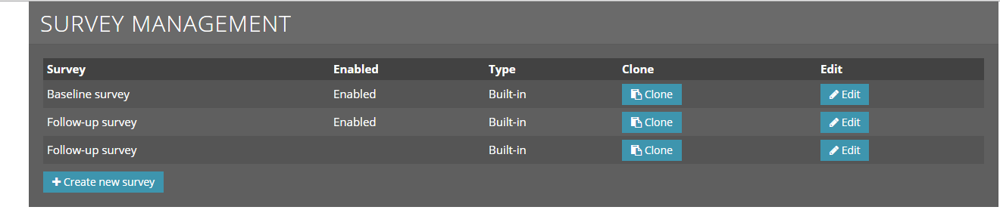 SURVEY MANAGEMENT
Survey Enabled Type Clone Edit
Baseline survey Enabled Built-in Clone Edit
Follow-up survey Enabled Built-in Clone Edit
Follow-up survey Built-in Clone Edit
Create new survey